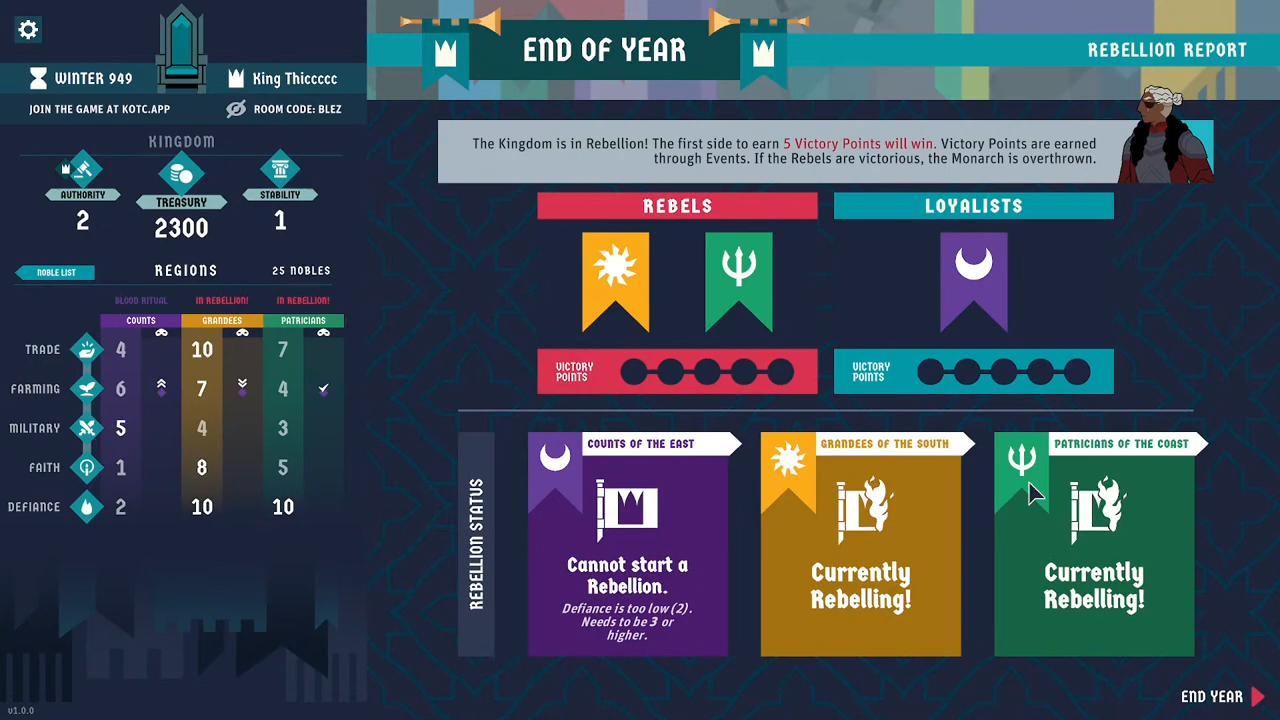 WINTER 949
King Thiccccc
JOIN THE GAME AT KOTC.APP
ROOM CODE: BLEZ
KINGDOM
AUTHORITY
TREASURY
STABILITY
2
2300
1
NOBLE LIST
REGIONS
25 NOBLES
BLOOD RITUAL
IN REBELLION!
IN REBELLION!
COUNTS
GRANDEES
PATRICIANS
TRADE 4 10 7
FARMING 6 7 4
MILITARY 5 4 3
FAITH 1 8 5
DEFIANCE 2 10 10
v1.0.0
END OF YEAR
REBELLION REPORT
The Kingdom is in Rebellion! The first side to earn 5 Victory Points will win. Victory Points are earned
through Events. If the Rebels are victorious, the Monarch is overthrown.
REBELS
LOYALISTS
VICTORY
POINTS
VICTORY
POINTS
REBELLION STATUS
COUNTS OF THE EAST
Cannot start a
Rebellion.
Defiance is too low (2).
Needs to be 3 or
higher.
GRANDEES OF THE SOUTH
Currently
Rebelling!
PATRICIANS OF THE COAST
Currently
Rebelling!
END YEAR